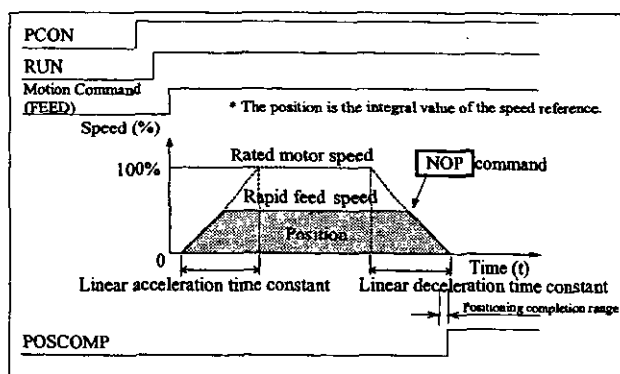 PCON
RUN
Motion Command
(FEED)
* The position is the integral value of the speed reference.
Speed (%)
100%
Rated motor speed
NOP command
Rapid feed speed
Position
0
Time (t)
Linear acceleration time constant
Linear deceleration time constant
Positioning completion range
POSCOMP